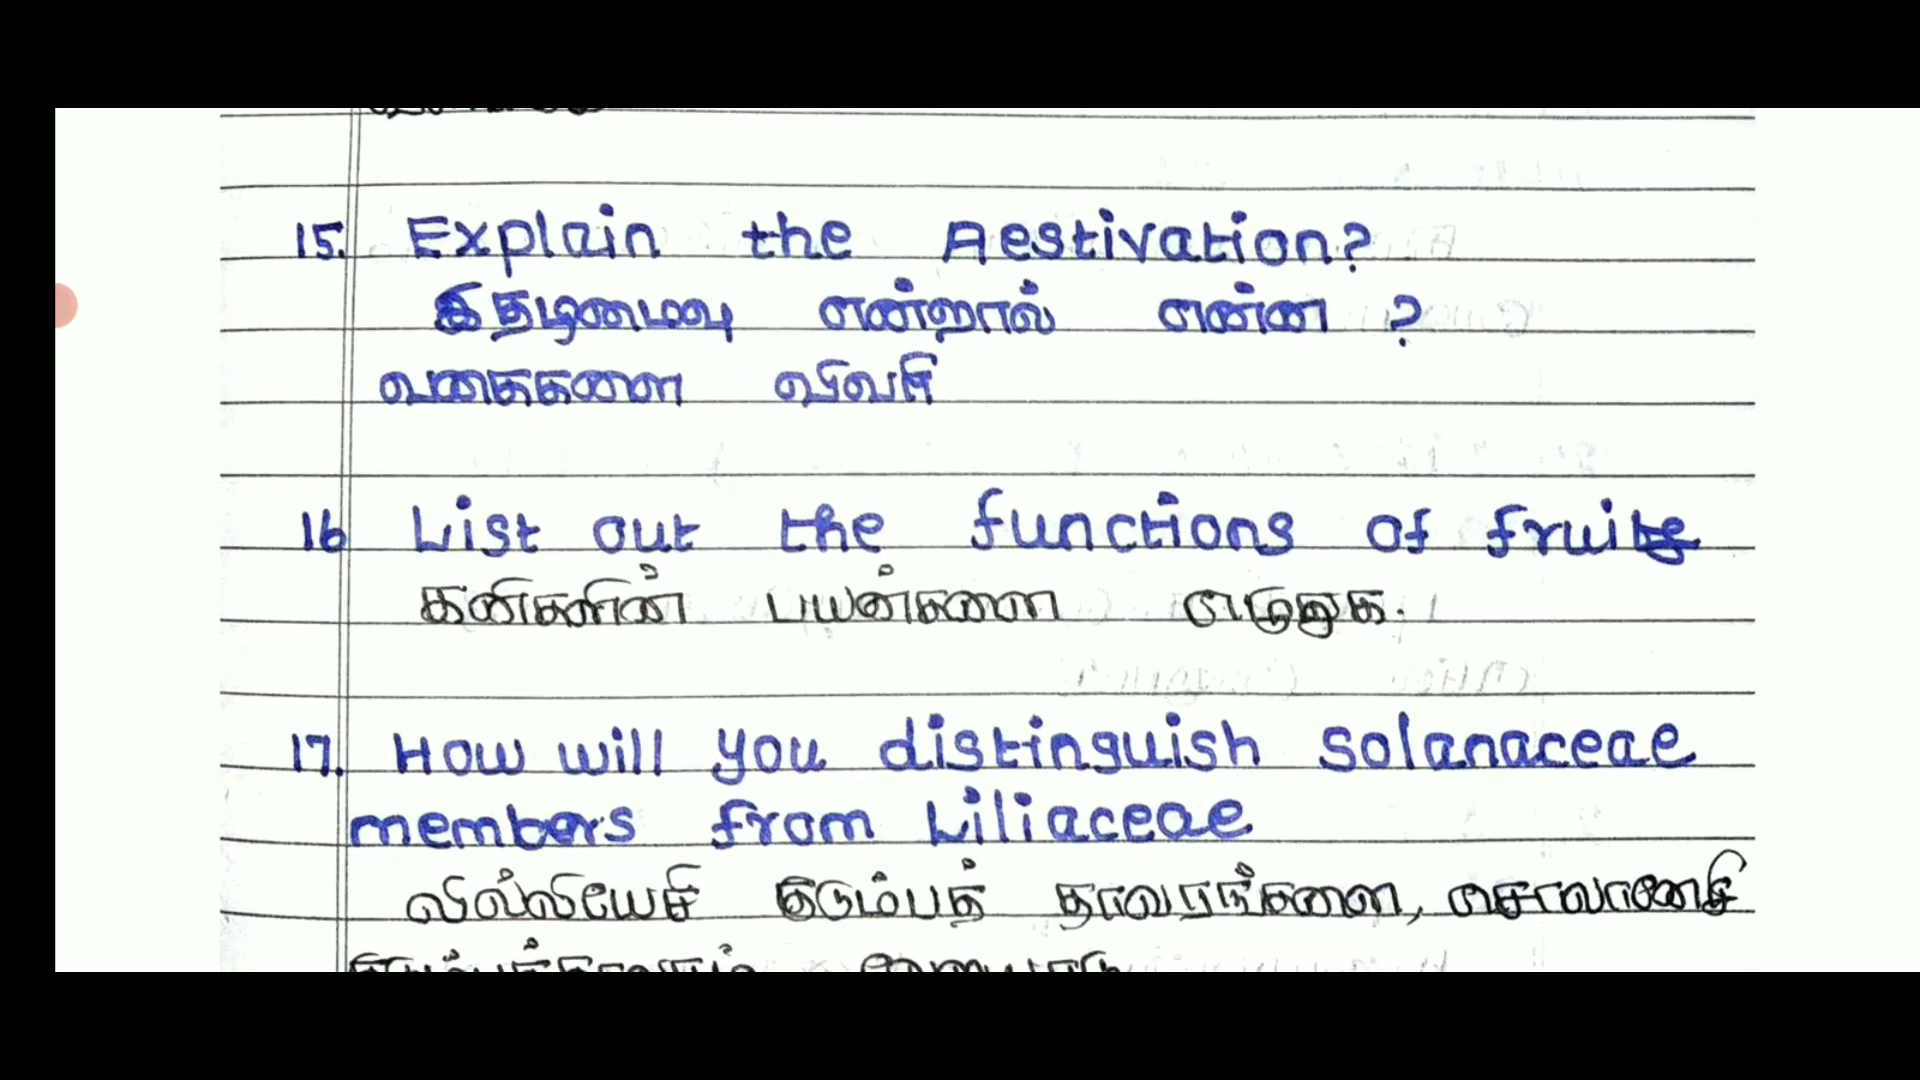 15. Explain the Aestivation?
இதழமைவு என்றால் என்ன ?
வகைகளை விவரி
16 List out the functions of fruits
கனிகளின் பயன்களை எழுதுக.
17. How will you distinguish Solanaceae
members from Liliaceae
லில்லியேசி குடும்பத் தாவரங்களை, சொலானேசி